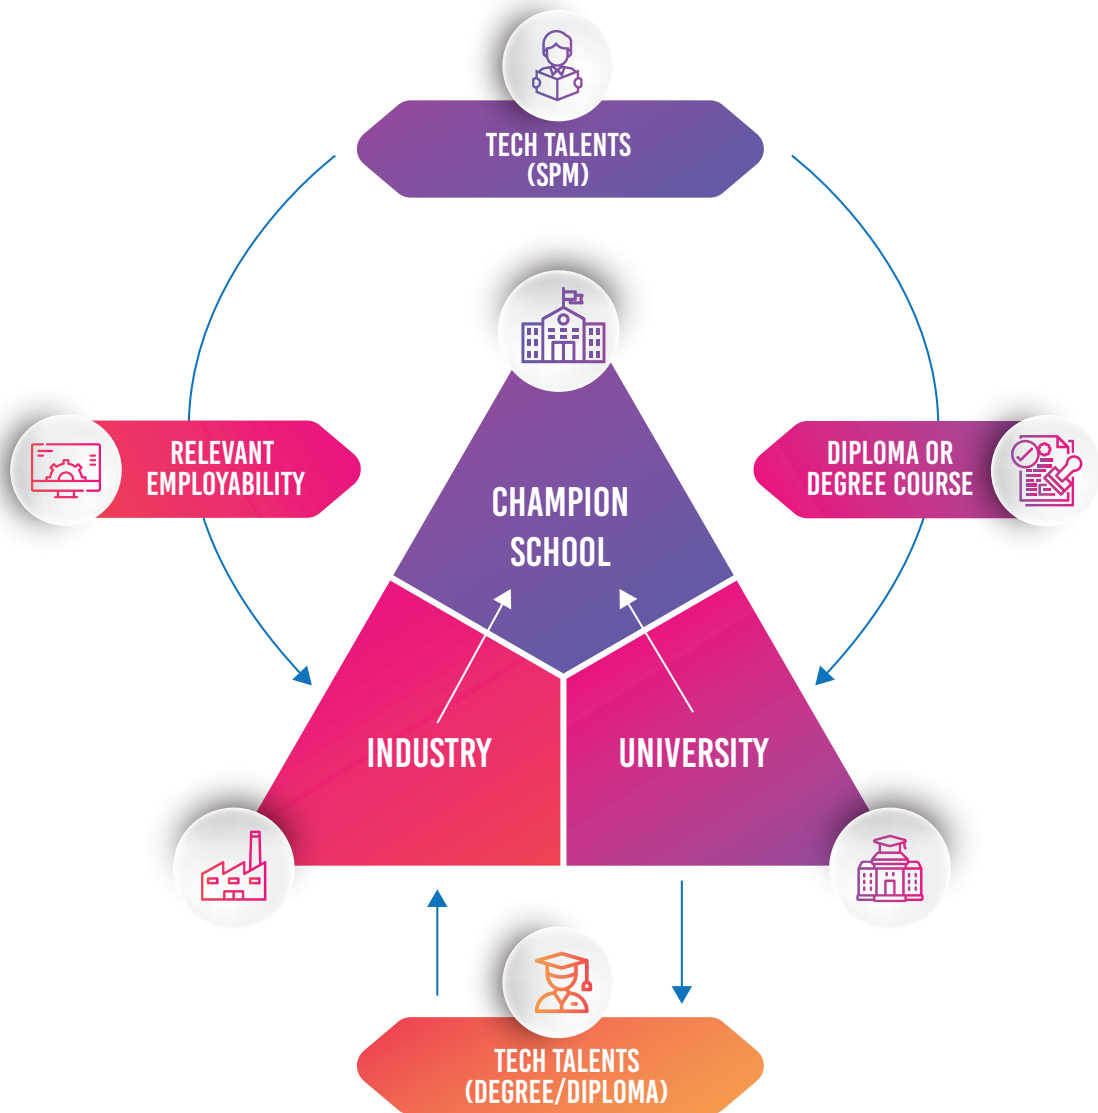 TECH TALENTS
(SPM)
RELEVANT
EMPLOYABILITY
DIPLOMA OR
DEGREE COURSE
CHAMPION
SCHOOL
INDUSTRY
UNIVERSITY
TECH TALENTS
(DEGREE/DIPLOMA)